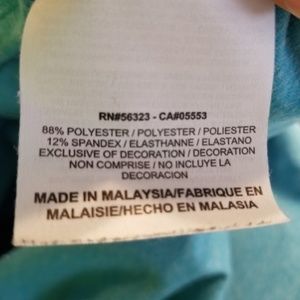 RN#56323 - CA#05553
88% POLYESTER / POLYESTER / POLIESTER
12% SPANDEX / ELASTHANNE / ELASTANO
EXCLUSIVE OF DECORATION / DECORATION
NON COMPRISE / NO INCLUYE LA
DECORACION
MADE IN MALAYSIA/FABRIQUE EN
MALAISIE/HECHO EN MALASIA